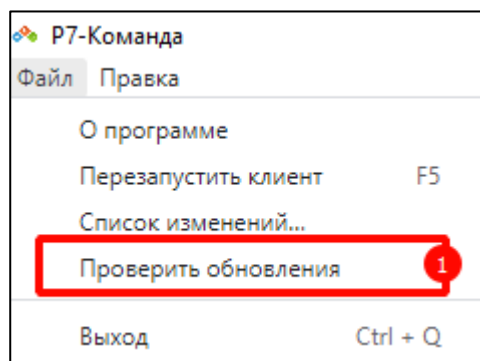 Р7-Команда
Файл Правка
О программе
Перезапустить клиент F5
Список изменений...
Проверить обновления 1
Выход Ctrl + Q